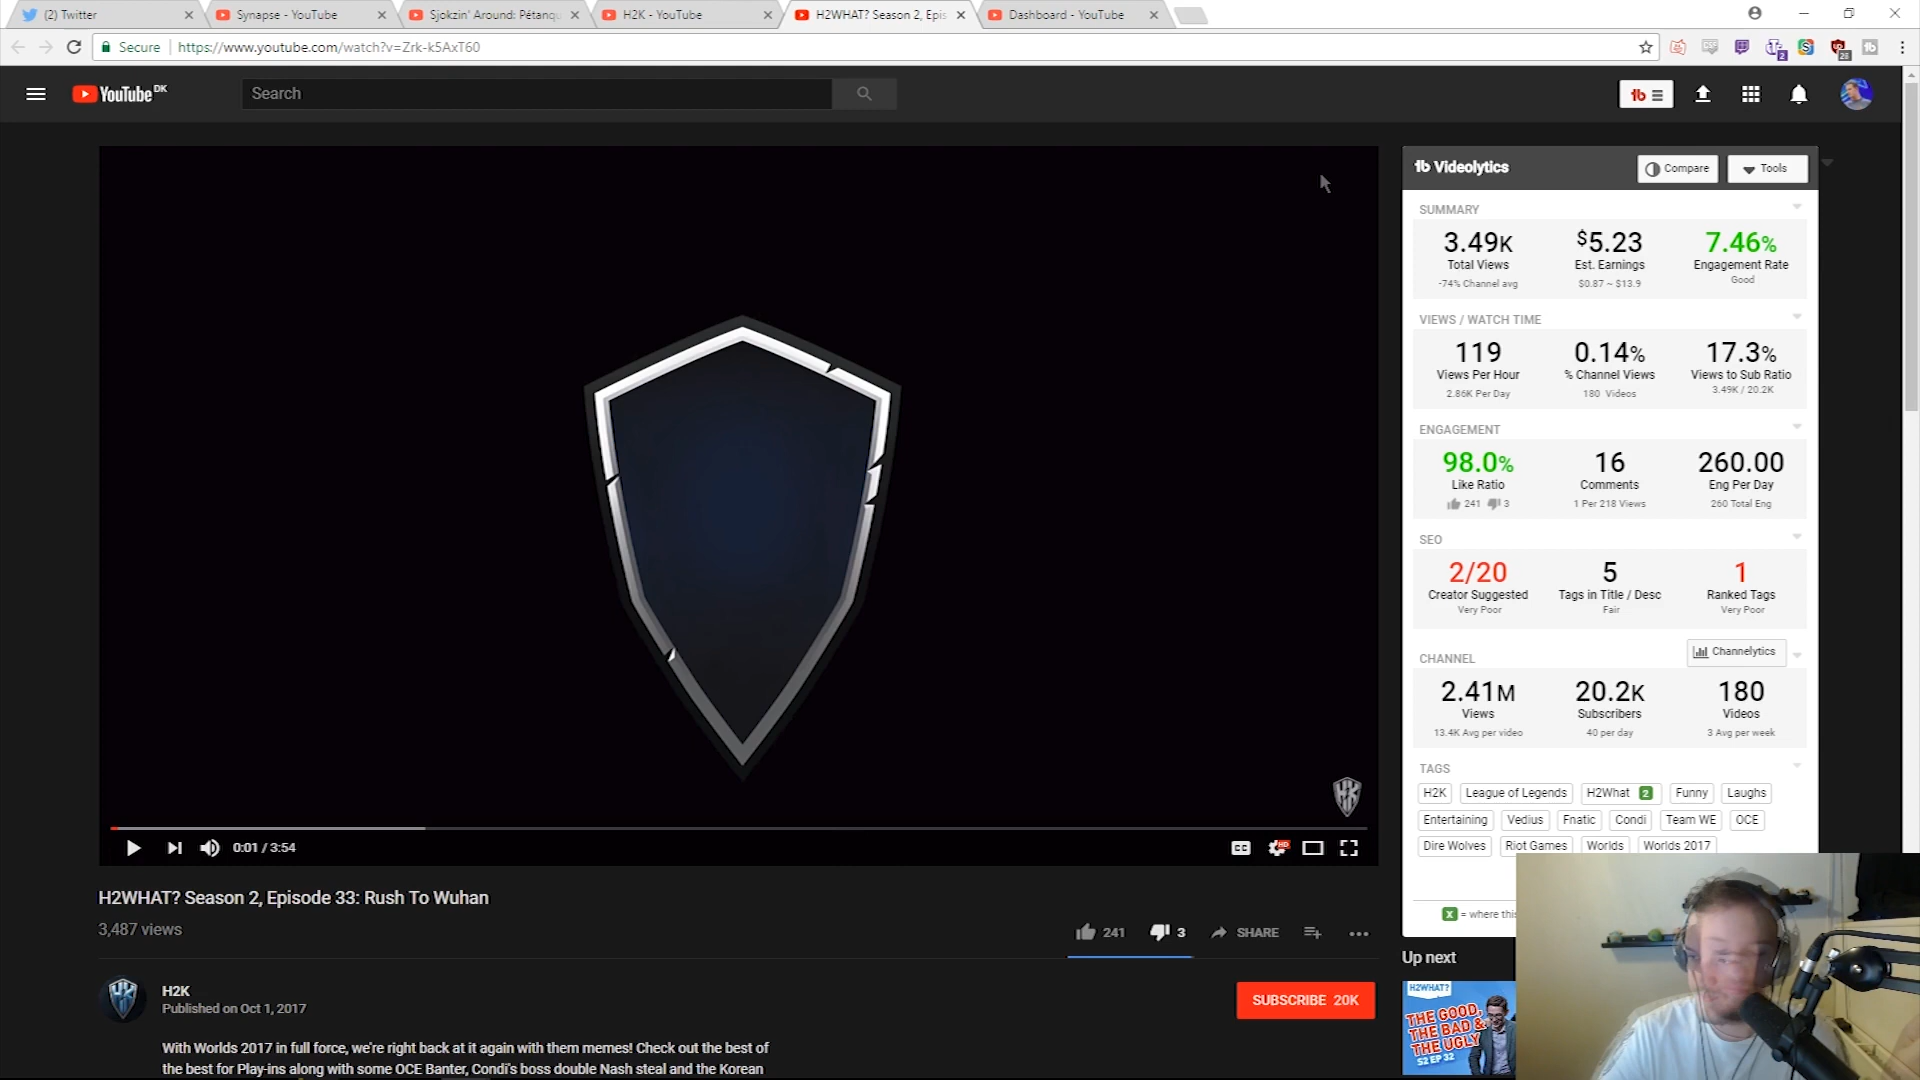 (2) Twitter
Synapse - YouTube
Sjokzin' Around: Pétanqu
H2K - YouTube
H2WHAT? Season 2, Epis
Dashboard - YouTube
Secure
https://www.youtube.com/watch?v=Zrk-k5AxT60
YouTube DK
Search
Videolytics
Compare
Tools
SUMMARY
3.49K $5.23 7.46%
Total Views Est. Earnings Engagement Rate
-74% Channel avg $0.87 ~ $13.9 Good
VIEWS / WATCH TIME
119 0.14% 17.3%
Views Per Hour % Channel Views Views to Sub Ratio
2.86K Per Day 180 Videos 3.49K / 20.2K
ENGAGEMENT
98.0% 16 260.00
Like Ratio Comments Eng Per Day
241 3 1 Per 218 Views 260 Total Eng
SEO
2/20 5 1
Creator Suggested Tags in Title / Desc Ranked Tags
Very Poor Fair Very Poor
CHANNEL Channelytics
2.41M 20.2K 180
Views Subscribers Videos
13.4K Avg per video 40 per day 3 Avg per week
TAGS
H2K League of Legends H2What 2 Funny Laughs
Entertaining Vedius Fnatic Condi Team WE OCE
Dire Wolves Riot Games Worlds Worlds 2017
x = where this
0:01 / 3:54
CC
HD
H2WHAT? Season 2, Episode 33: Rush To Wuhan
3,487 views
241 3 SHARE
H2K
Published on Oct 1, 2017
SUBSCRIBE 20K
With Worlds 2017 in full force, we're right back at it again with them memes! Check out the best of
the best for Play-ins along with some OCE Banter, Condi's boss double Nash steal and the Korean
Up next
H2WHAT?
THE GOOD,
THE BAD &
THE UGLY
S2 EP 32